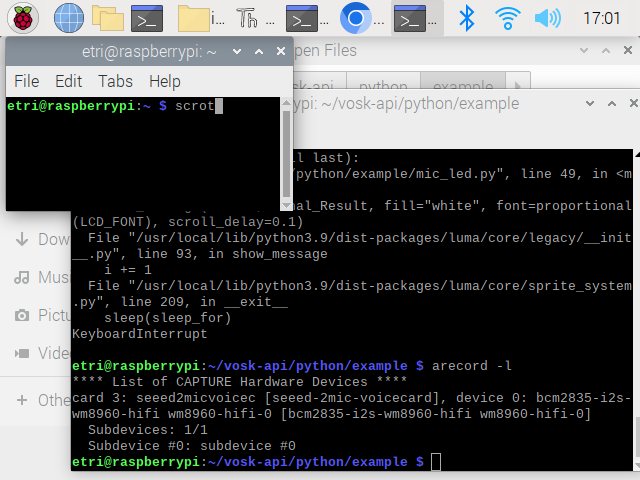 i...
Th ...
...
...
...
17:01
etri@raspberrypi: ~
pen Files
File Edit Tabs Help
sk-api python example
etri@raspberrypi:~ $ scrot
ypi: ~/vosk-api/python/example
ll last):
/python/example/mic_led.py", line 49, in <m
nal_Result, fill="white", font=proportional
(LCD_FONT), scroll_delay=0.1)
File "/usr/local/lib/python3.9/dist-packages/luma/core/legacy/__init
__.py", line 93, in show_message
i += 1
File "/usr/local/lib/python3.9/dist-packages/luma/core/sprite_system
.py", line 209, in __exit__
sleep(sleep_for)
KeyboardInterrupt
etri@raspberrypi:~/vosk-api/python/example $ arecord -l
**** List of CAPTURE Hardware Devices ****
card 3: seeed2micvoicec [seeed-2mic-voicecard], device 0: bcm2835-i2s-
wm8960-hifi wm8960-hifi-0 [bcm2835-i2s-wm8960-hifi wm8960-hifi-0]
Subdevices: 1/1
Subdevice #0: subdevice #0
etri@raspberrypi:~/vosk-api/python/example $
Dow
Musi
Pictu
Vide
Othe